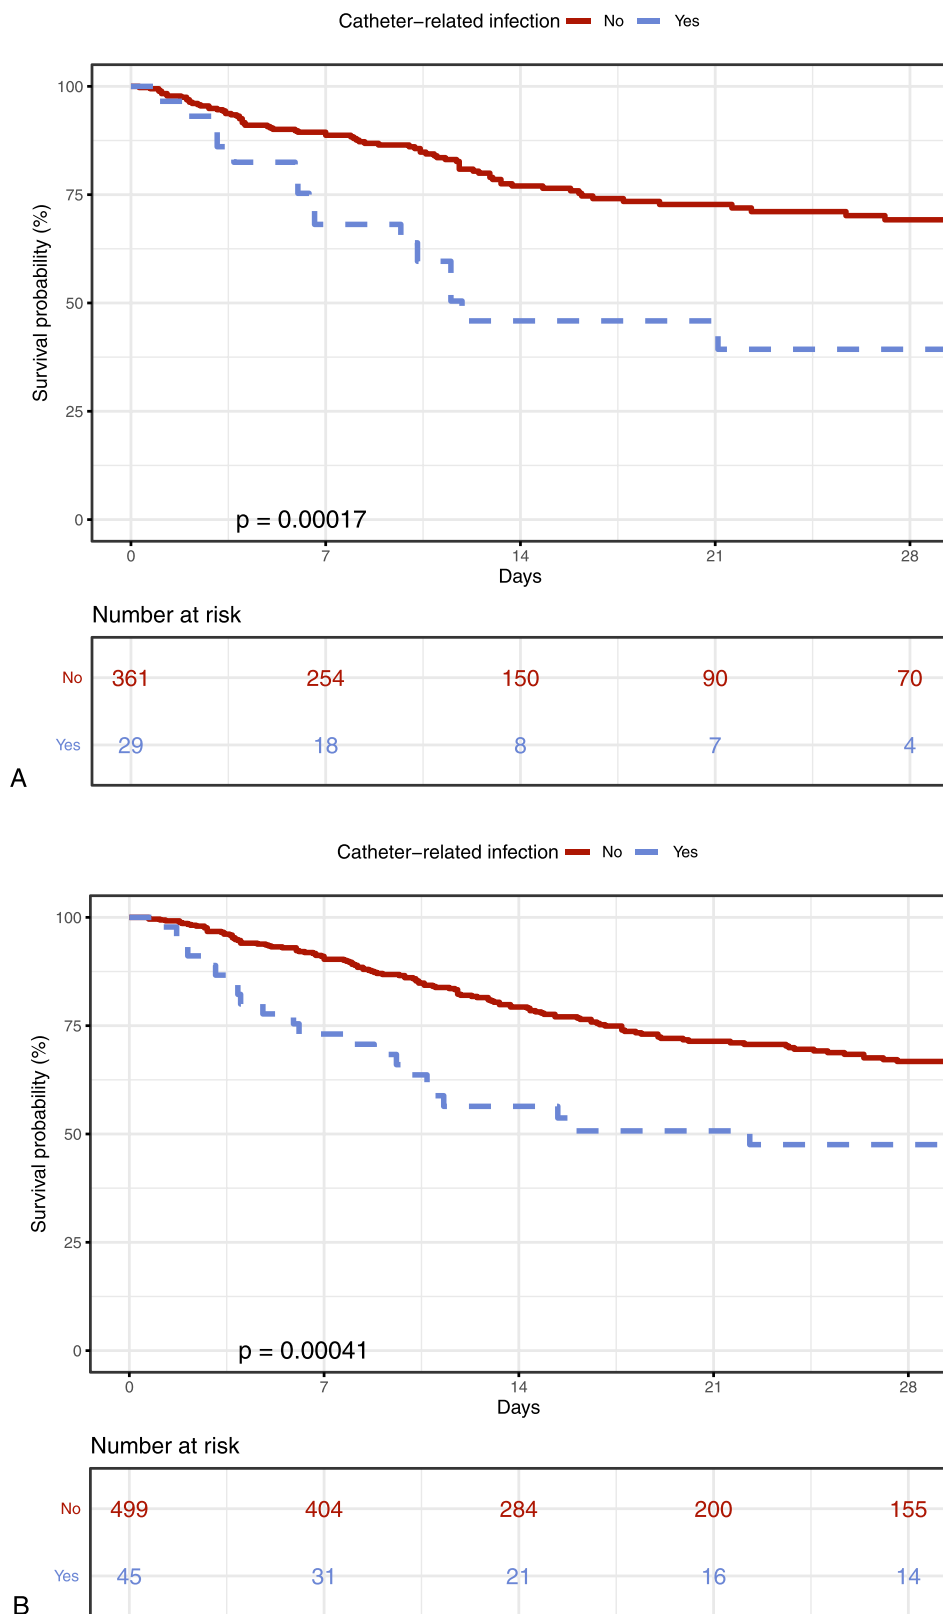 Catheter−related infection No Yes
Survival probability (%)
100
75
50
25
0
p = 0.00017
0 7 14 21 28
Days
Number at risk
No 361 254 150 90 70
Yes 29 18 8 7 4
A
Catheter−related infection No Yes
Survival probability (%)
100
75
50
25
0
p = 0.00041
0 7 14 21 28
Days
Number at risk
No 499 404 284 200 155
Yes 45 31 21 16 14
B